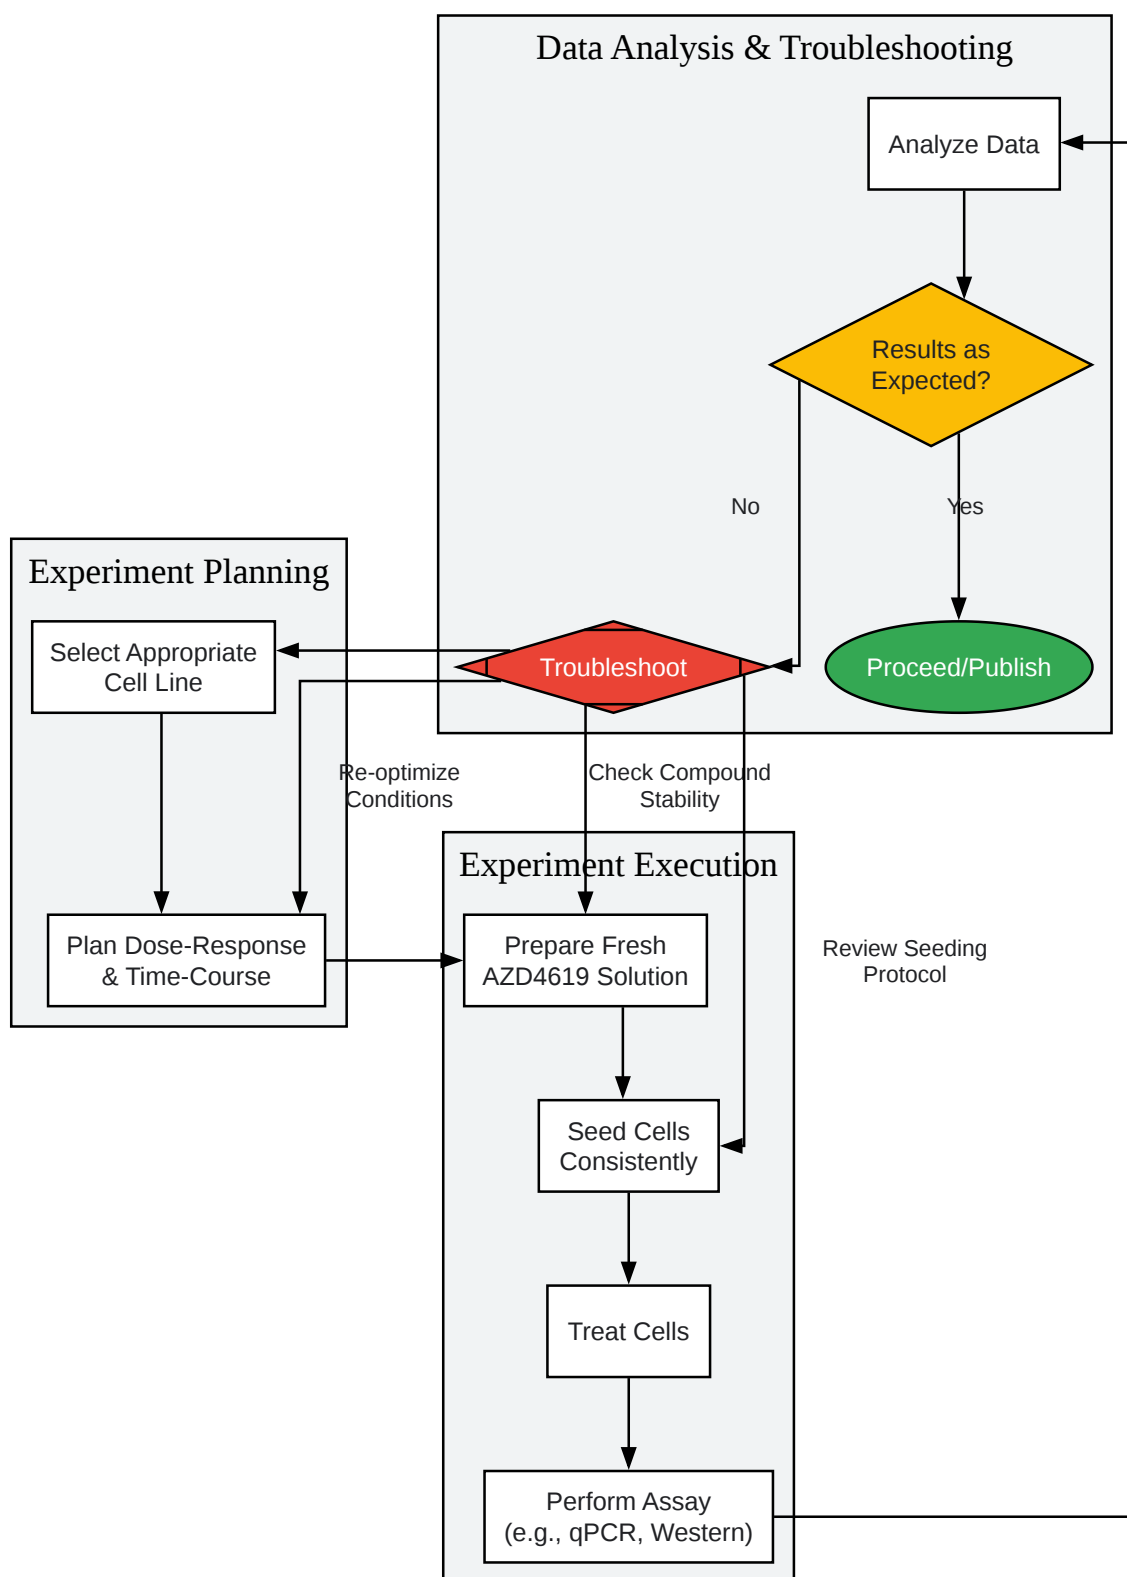 Data Analysis & Troubleshooting
Analyze Data
Results as
Expected?
No
Yes
Experiment Planning
Select Appropriate
Cell Line
Troubleshoot
Proceed/Publish
Re-optimize
Conditions
Check Compound
Stability
Experiment Execution
Plan Dose-Response
& Time-Course
Prepare Fresh
AZD4619 Solution
Review Seeding
Protocol
Seed Cells
Consistently
Treat Cells
Perform Assay
(e.g., qPCR, Western)